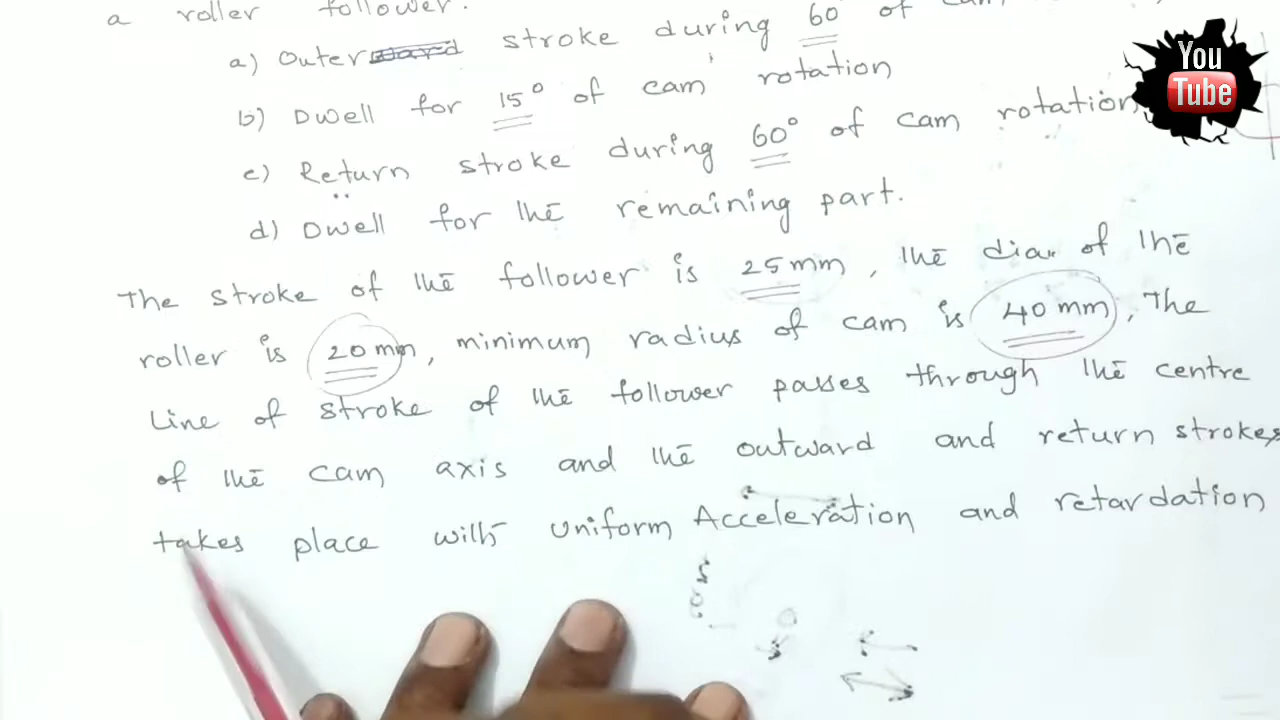 a roller follower.
a) Outer stroke during 60° of cam
b) Dwell for 15° of cam rotation
c) Return stroke during 60° of cam rotation
d) Dwell for the remaining part.
The stroke of the follower is 25mm, the dia of the
roller is 20mm, minimum radius of cam is 40 mm, The
Line of stroke of the follower passes through the centre
of the cam axis and the outward and return strokes
takes place with Uniform Acceleration and retardation
You
Tube